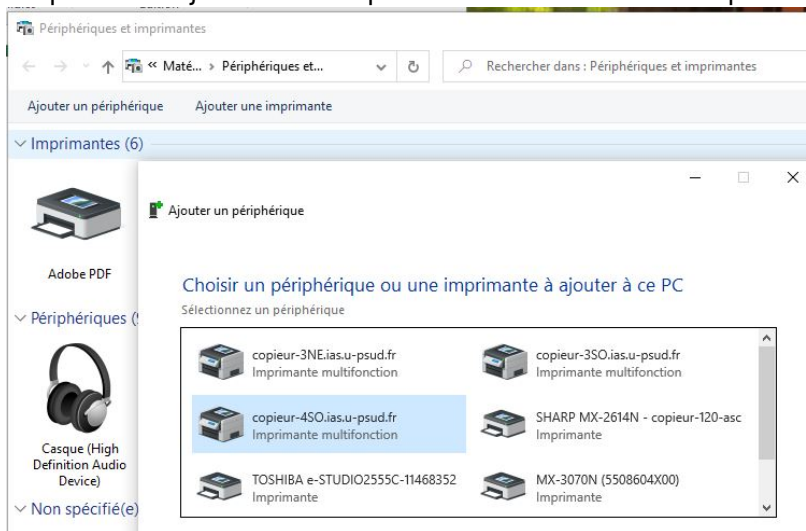 Périphériques et imprimantes
« Maté... › Périphériques et...
Rechercher dans : Périphériques et imprimantes
Ajouter un périphérique Ajouter une imprimante
Imprimantes (6)
Adobe PDF
Périphériques (
Casque (High
Definition Audio
Device)
Non spécifié(e)
Ajouter un périphérique
Choisir un périphérique ou une imprimante à ajouter à ce PC
Sélectionnez un périphérique
copieur-3NE.ias.u-psud.fr
Imprimante multifonction
copieur-3SO.ias.u-psud.fr
Imprimante multifonction
copieur-4SO.ias.u-psud.fr
Imprimante multifonction
SHARP MX-2614N - copieur-120-asc
Imprimante
TOSHIBA e-STUDIO2555C-11468352
Imprimante
MX-3070N (5508604X00)
Imprimante